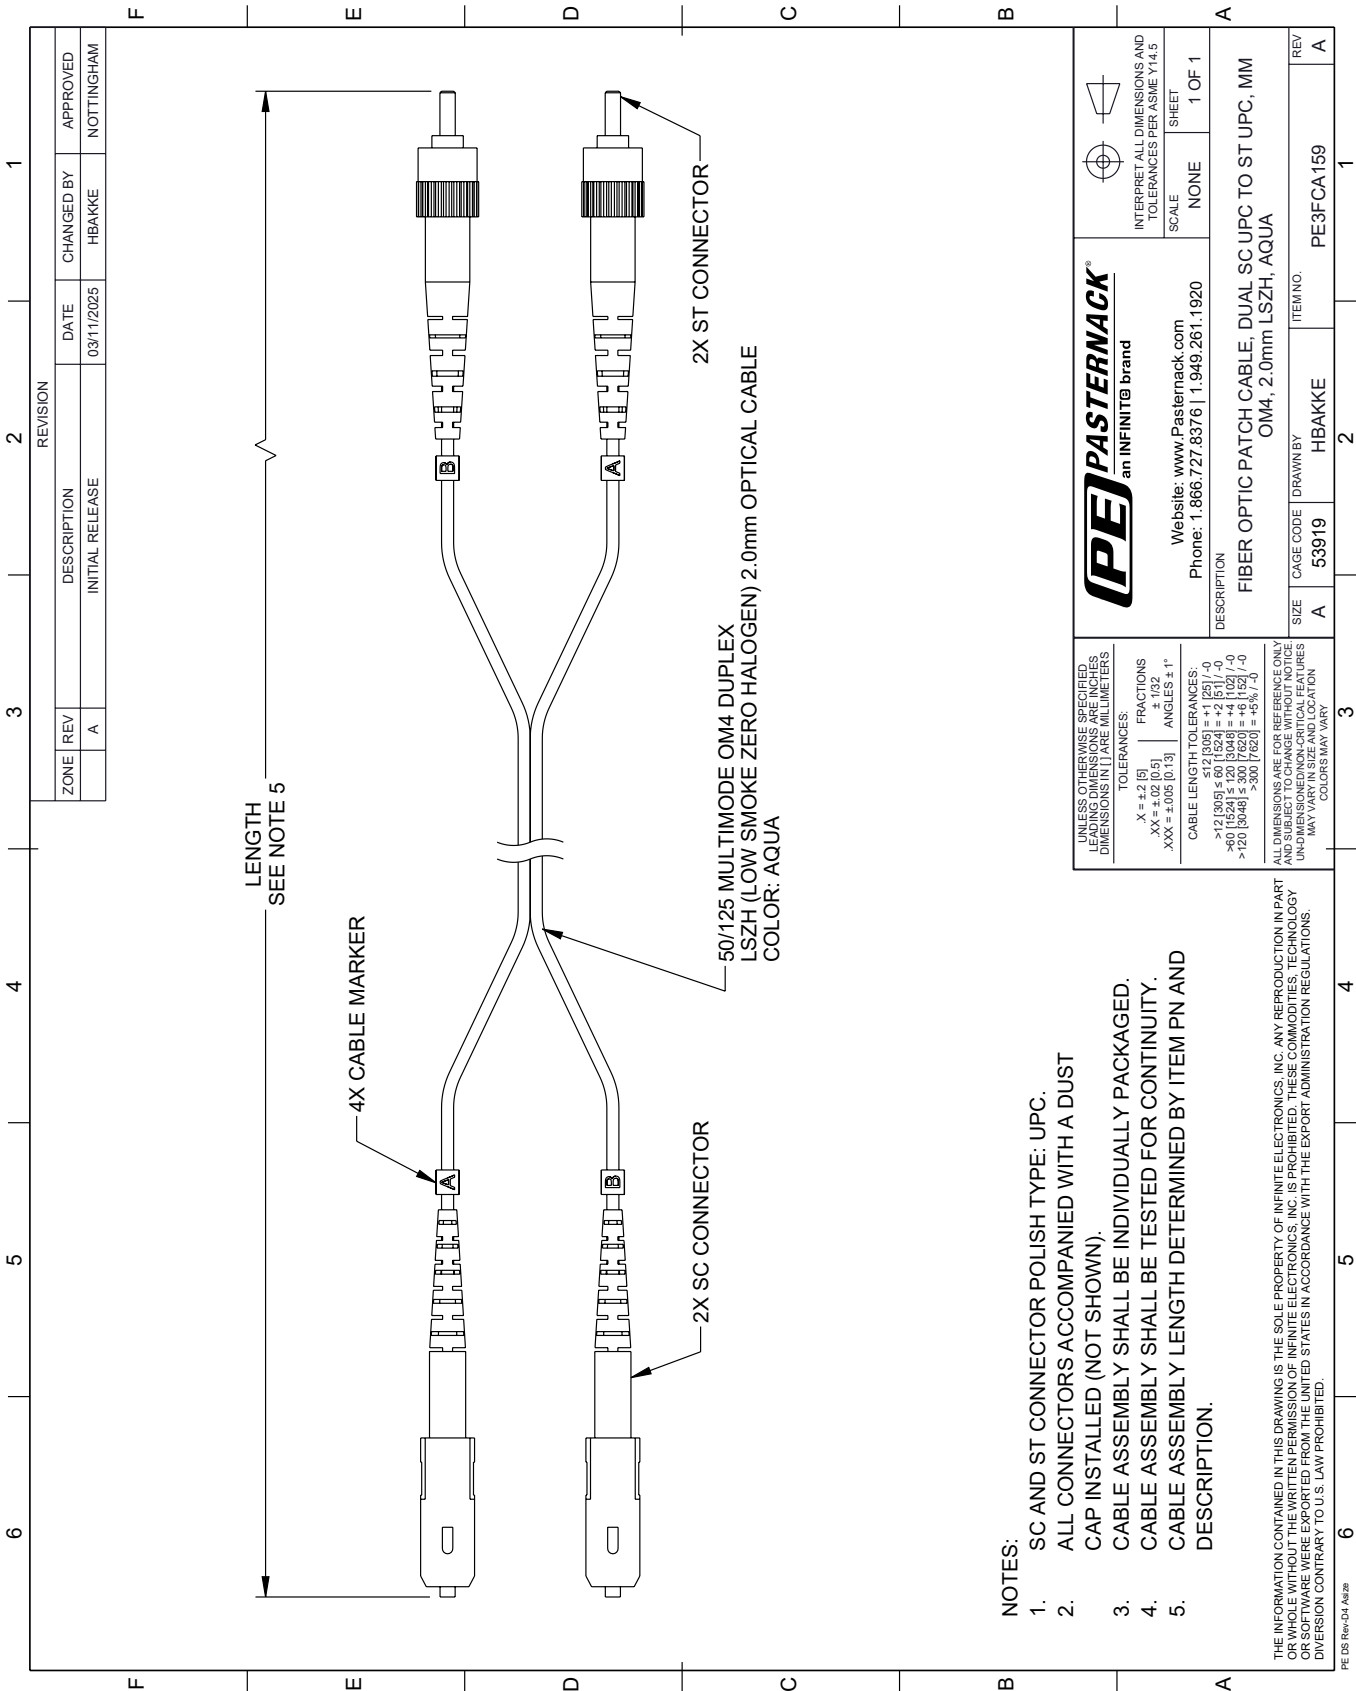 6
5
4
3
2
1
F
E
D
C
B
A
REVISION
ZONE
REV
DESCRIPTION
DATE
CHANGED BY
APPROVED
A
INITIAL RELEASE
03/11/2025
HBAKKE
NOTTINGHAM
LENGTH
SEE NOTE 5
4X CABLE MARKER
A
B
B
A
2X SC CONNECTOR
2X ST CONNECTOR
50/125 MULTIMODE OM4 DUPLEX
LSZH (LOW SMOKE ZERO HALOGEN) 2.0mm OPTICAL CABLE
COLOR: AQUA
NOTES:
1. SC AND ST CONNECTOR POLISH TYPE: UPC.
2. ALL CONNECTORS ACCOMPANIED WITH A DUST
CAP INSTALLED (NOT SHOWN).
3. CABLE ASSEMBLY SHALL BE INDIVIDUALLY PACKAGED.
4. CABLE ASSEMBLY SHALL BE TESTED FOR CONTINUITY.
5. CABLE ASSEMBLY LENGTH DETERMINED BY ITEM PN AND
DESCRIPTION.
THE INFORMATION CONTAINED IN THIS DRAWING IS THE SOLE PROPERTY OF INFINITE ELECTRONICS, INC. ANY REPRODUCTION IN PART
OR WHOLE WITHOUT THE WRITTEN PERMISSION OF INFINITE ELECTRONICS, INC. IS PROHIBITED. THESE COMMODITIES, TECHNOLOGY
OR SOFTWARE WERE EXPORTED FROM THE UNITED STATES IN ACCORDANCE WITH THE EXPORT ADMINISTRATION REGULATIONS.
DIVERSION CONTRARY TO U.S. LAW PROHIBITED.
UNLESS OTHERWISE SPECIFIED
LEADING DIMENSIONS ARE INCHES
DIMENSIONS IN [ ] ARE MILLIMETERS
TOLERANCES:
.X = ±.2 [5]
.XX = ±.02 [0.5]
.XXX = ±.005 [0.13]
FRACTIONS
± 1/32
ANGLES ± 1°
CABLE LENGTH TOLERANCES:
≤12 [305] = +1 [25] / -0
>12 [305] ≤ 60 [1524] = +2 [51] / -0
>60 [1524] ≤ 120 [3048] = +4 [102] / -0
>120 [3048] ≤ 300 [7620] = +6 [152] / -0
>300 [7620] = +5% / -0
ALL DIMENSIONS ARE FOR REFERENCE ONLY
AND SUBJECT TO CHANGE WITHOUT NOTICE.
UN-DIMENSIONED/NON-CRITICAL FEATURES
MAY VARY IN SIZE AND LOCATION
COLORS MAY VARY
PE PASTERNACK®
an INFINIT@ brand
Website: www.Pasternack.com
Phone: 1.866.727.8376 | 1.949.261.1920
INTERPRET ALL DIMENSIONS AND
TOLERANCES PER ASME Y14.5
SCALE
NONE
SHEET
1 OF 1
DESCRIPTION
FIBER OPTIC PATCH CABLE, DUAL SC UPC TO ST UPC, MM
OM4, 2.0mm LSZH, AQUA
SIZE
A
CAGE CODE
53919
DRAWN BY
HBAKKE
ITEM NO.
PE3FCA159
REV
A
F
E
D
C
B
A
PE DS Rev-D4 Asize
6
5
4
3
2
1